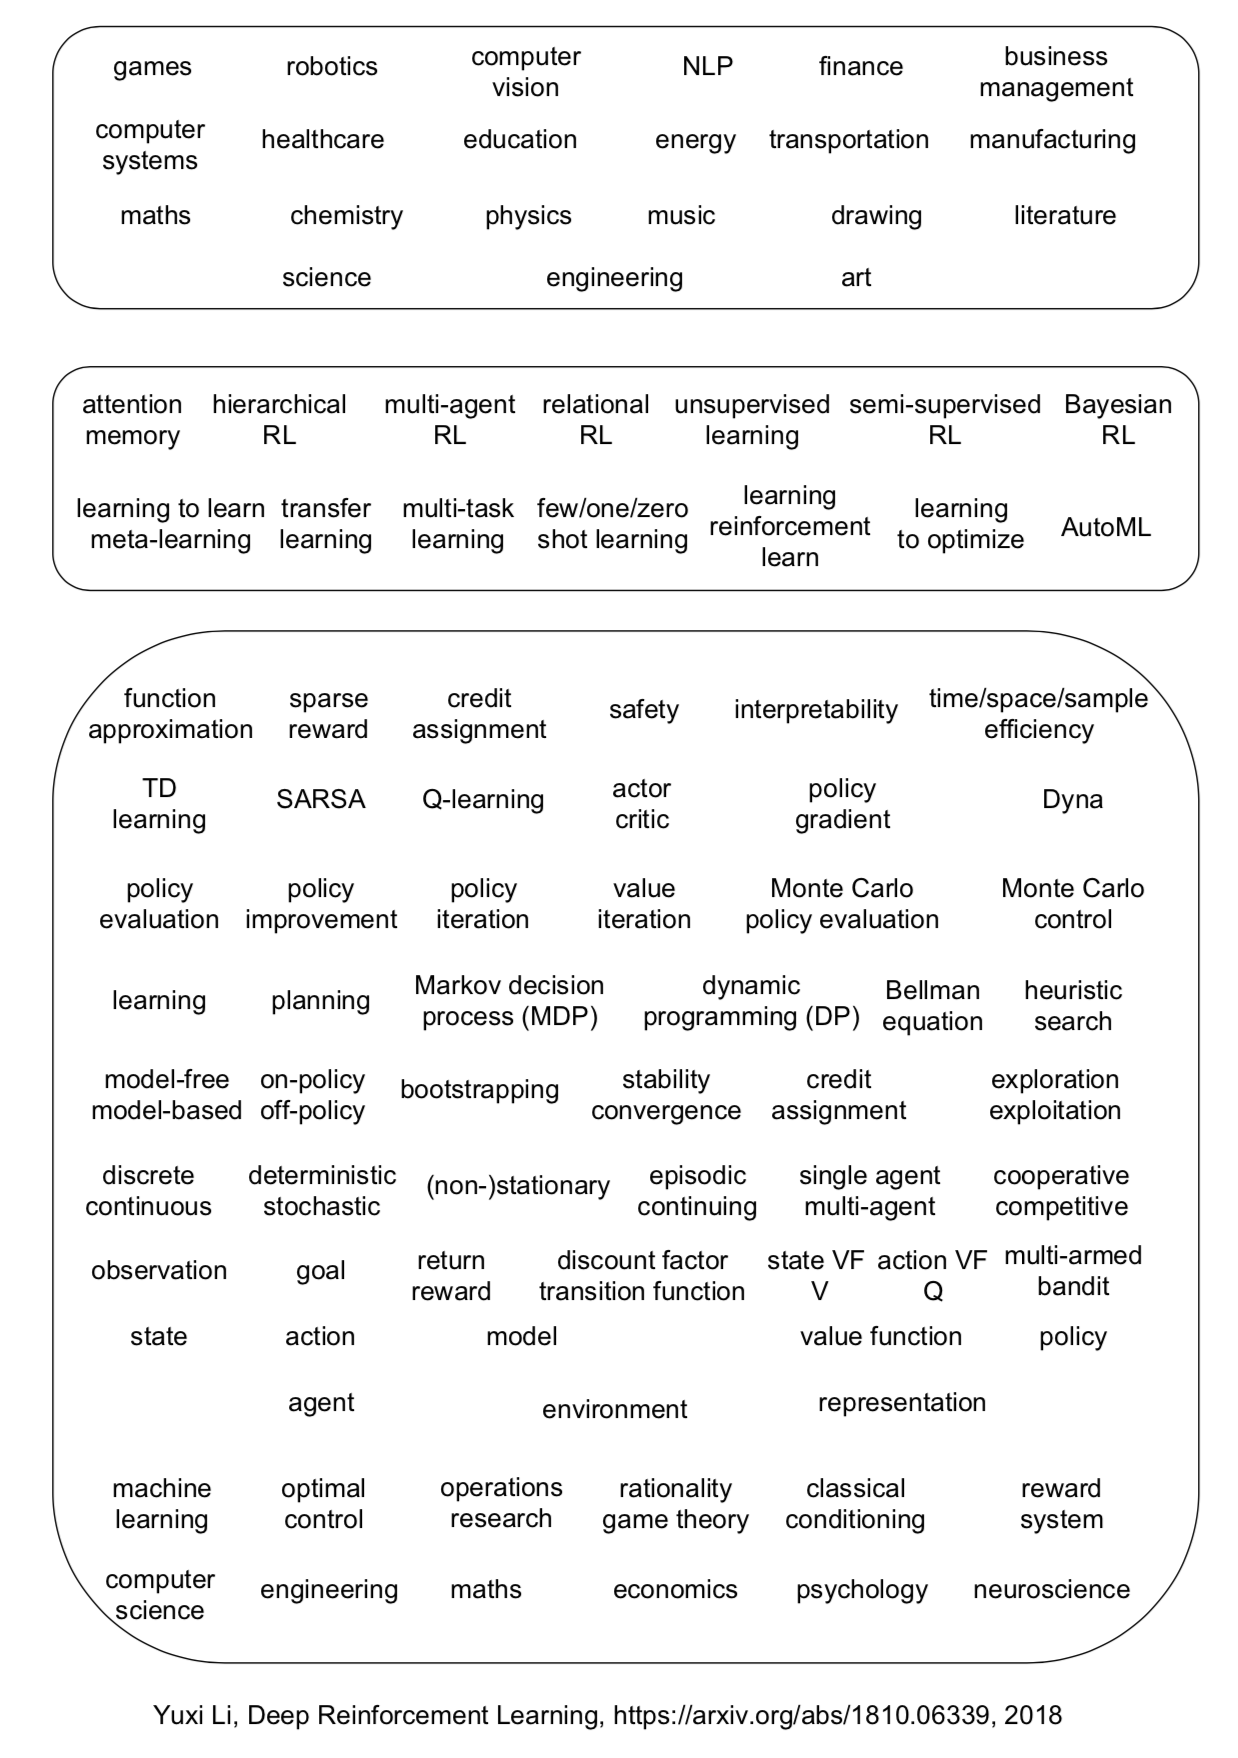 games robotics computer vision NLP finance business management
computer systems healthcare education energy transportation manufacturing
maths chemistry physics music drawing literature
science engineering art
attention memory hierarchical RL multi-agent RL relational RL unsupervised learning semi-supervised RL Bayesian RL
learning to learn meta-learning transfer learning multi-task learning few/one/zero shot learning learning reinforcement learn learning to optimize AutoML
function approximation sparse reward credit assignment safety interpretability time/space/sample efficiency
TD learning SARSA Q-learning actor critic policy gradient Dyna
policy evaluation policy improvement policy iteration value iteration Monte Carlo policy evaluation Monte Carlo control
learning planning Markov decision process (MDP) dynamic programming (DP) Bellman equation heuristic search
model-free model-based on-policy off-policy bootstrapping stability convergence credit assignment exploration exploitation
discrete continuous deterministic stochastic (non-)stationary episodic continuing single agent multi-agent cooperative competitive
observation goal return reward discount factor transition function state VF V action VF Q multi-armed bandit
state action model value function policy
agent environment representation
machine learning optimal control operations research rationality game theory classical conditioning reward system
computer science engineering maths economics psychology neuroscience
Yuxi Li, Deep Reinforcement Learning, https://arxiv.org/abs/1810.06339, 2018